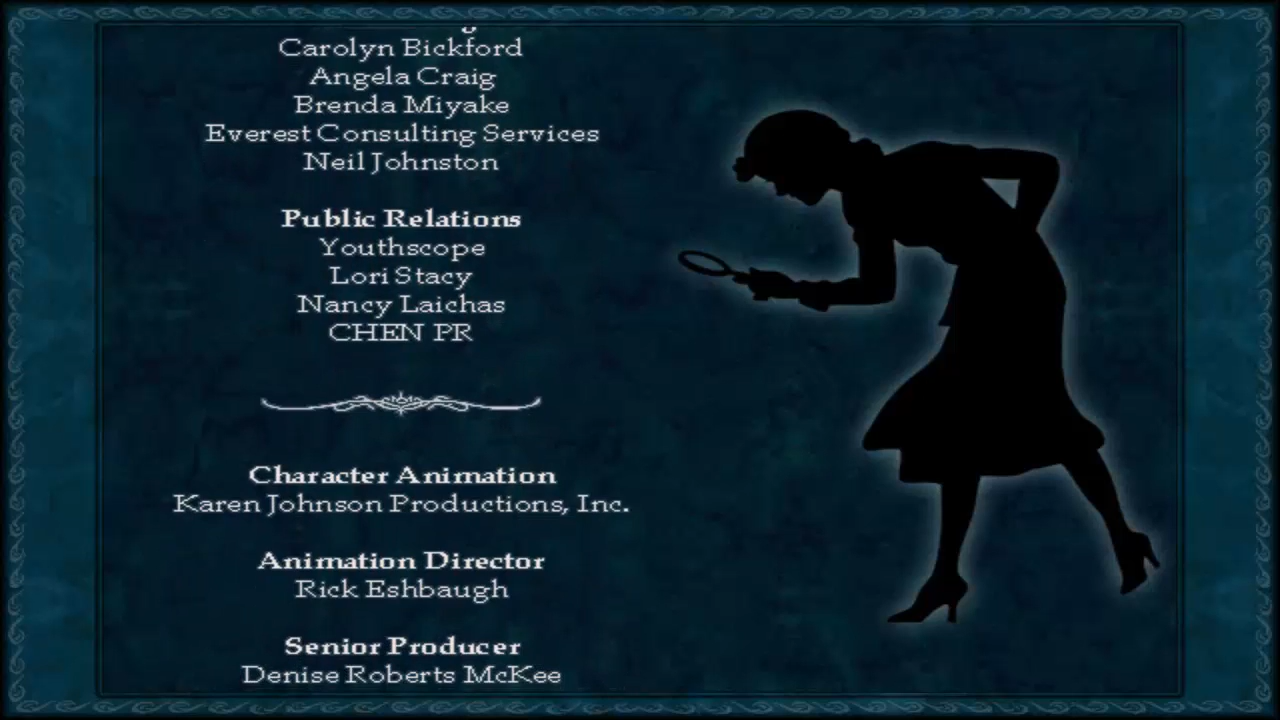 Carolyn Bickford
Angela Craig
Brenda Miyake
Everest Consulting Services
Neil Johnston
Public Relations
Youthscope
Lori Stacy
Nancy Laichas
CHEN PR
Character Animation
Karen Johnson Productions, Inc.
Animation Director
Rick Eshbaugh
Senior Producer
Denise Roberts McKee